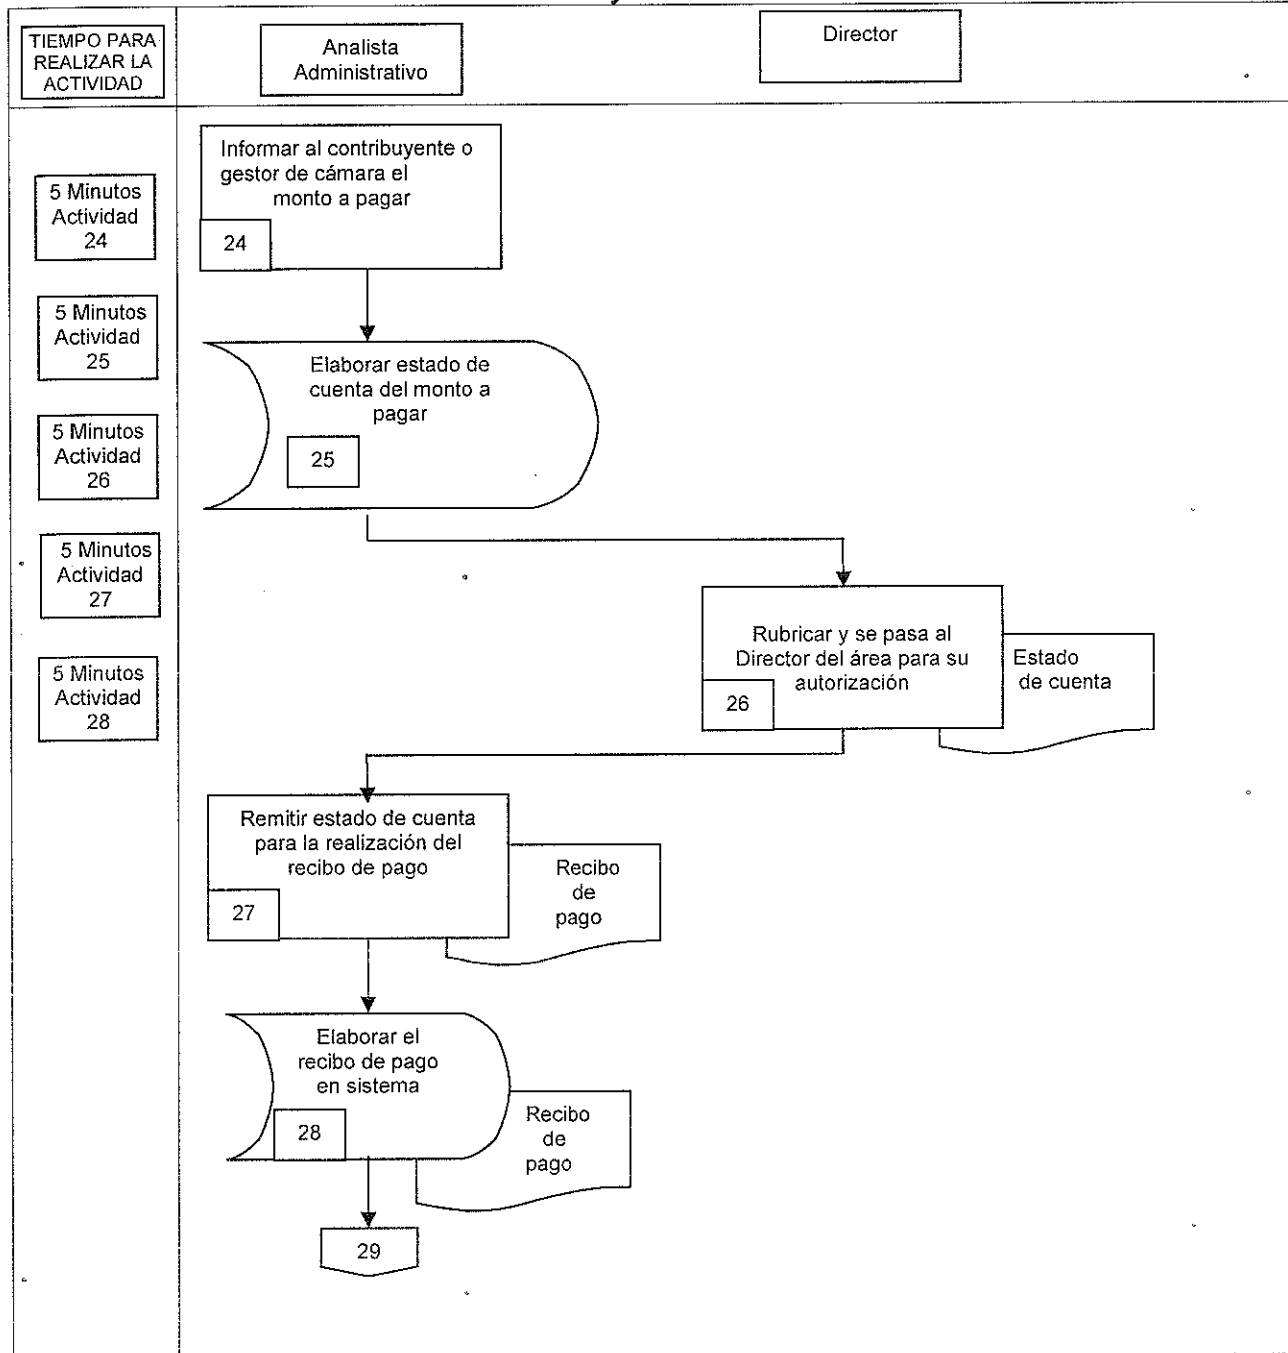 TIEMPO PARA
REALIZAR LA
ACTIVIDAD
Analista
Administrativo
Director
5 Minutos
Actividad
24
5 Minutos
Actividad
25
5 Minutos
Actividad
26
5 Minutos
Actividad
27
5 Minutos
Actividad
28
Informar al contribuyente o
gestor de cámara el
monto a pagar
24
Elaborar estado de
cuenta del monto a
pagar
25
Rubricar y se pasa al
Director del área para su
autorización
26
Estado
de cuenta
Remitir estado de cuenta
para la realización del
recibo de pago
27
Recibo
de
pago
Elaborar el
recibo de pago
en sistema
28
Recibo
de
pago
29